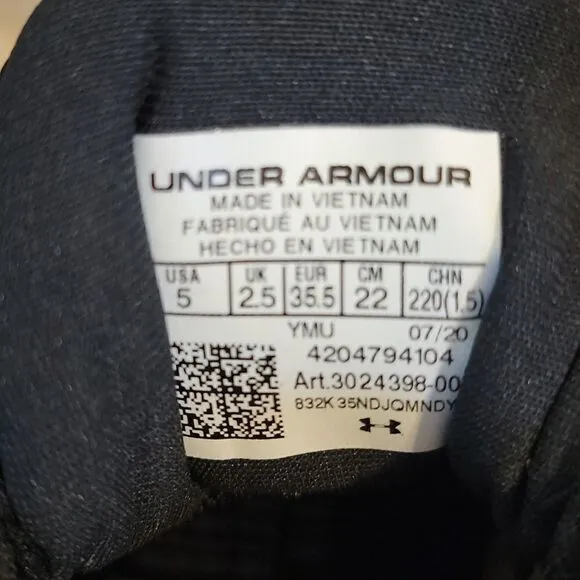 UNDER ARMOUR
MADE IN VIETNAM
FABRIQUÉ AU VIETNAM
HECHO EN VIETNAM
USA UK EUR CM CHN
5 2.5 35.5 22 220(1.5)
YMU 07/20
4204794104
Art.3024398-00
832K35NDJQMNDY